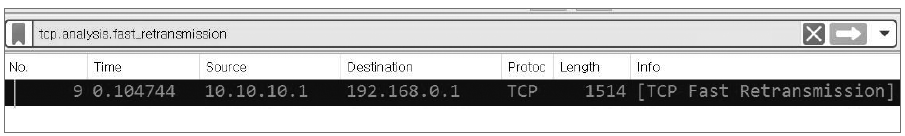 tcp.analysis.fast_retransmission
No. Time Source Destination Protoc Length Info
9 0.104744 10.10.10.1 192.168.0.1 TCP 1514 [TCP Fast Retransmission]